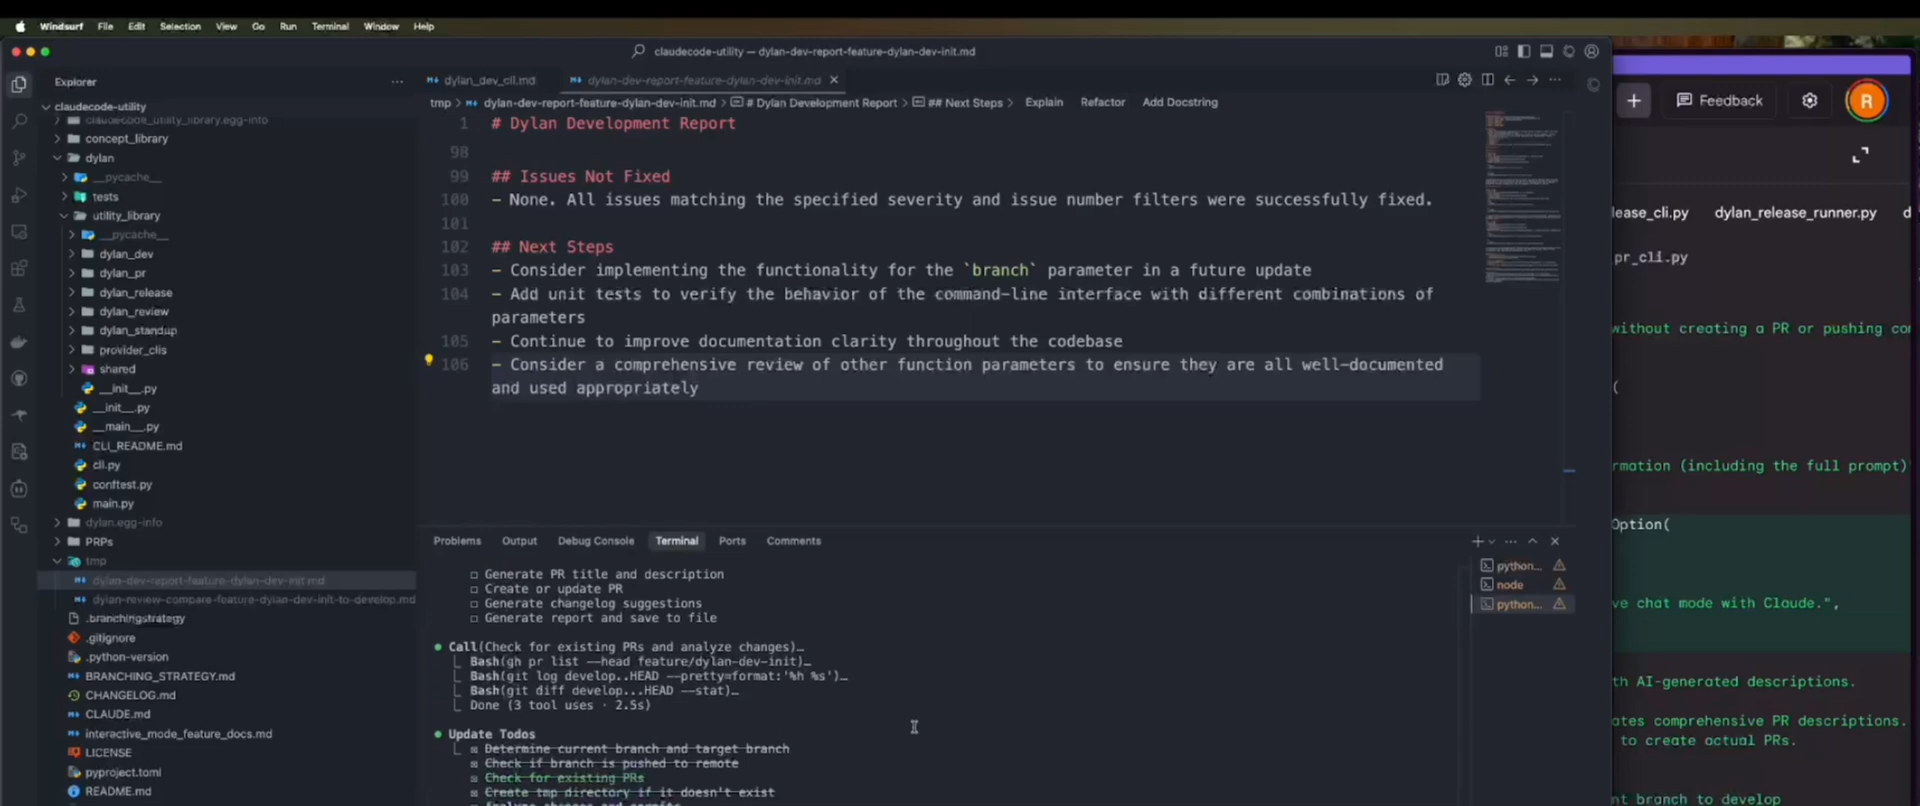 Windsurf File Edit Selection View Go Run Terminal Window Help
claudecode-utility — dylan-dev-report-feature-dylan-dev-init.md
Explorer
claudecode-utility
claudecode_utility_library.egg-info
concept_library
dylan
__pycache__
tests
utility_library
__pycache__
dylan_dev
dylan_pr
dylan_release
dylan_review
dylan_standup
provider_clis
shared
__init__.py
__init__.py
__main__.py
CLI_README.md
cli.py
conftest.py
main.py
dylan.egg-info
PRPs
tmp
dylan-dev-report-feature-dylan-dev-init.md
dylan-review-compare-feature-dylan-dev-init-to-develop.md
.branchingstrategy
.gitignore
.python-version
BRANCHING_STRATEGY.md
CHANGELOG.md
CLAUDE.md
interactive_mode_feature_docs.md
LICENSE
pyproject.toml
README.md
dylan_dev_cli.md dylan-dev-report-feature-dylan-dev-init.md
tmp > dylan-dev-report-feature-dylan-dev-init.md > # Dylan Development Report > ## Next Steps > Explain Refactor Add Docstring
1 # Dylan Development Report
98
99 ## Issues Not Fixed
100 - None. All issues matching the specified severity and issue number filters were successfully fixed.
101
102 ## Next Steps
103 - Consider implementing the functionality for the `branch` parameter in a future update
104 - Add unit tests to verify the behavior of the command-line interface with different combinations of
parameters
105 - Continue to improve documentation clarity throughout the codebase
106 - Consider a comprehensive review of other function parameters to ensure they are all well-documented
and used appropriately
Problems Output Debug Console Terminal Ports Comments
Generate PR title and description
Create or update PR
Generate changelog suggestions
Generate report and save to file
Call(Check for existing PRs and analyze changes)…
Bash(gh pr list --head feature/dylan-dev-init)…
Bash(git log develop..HEAD --pretty=format:'%h %s')…
Bash(git diff develop...HEAD --stat)…
Done (3 tool uses · 2.5s)
Update Todos
Determine current branch and target branch
Check if branch is pushed to remote
Check for existing PRs
Create tmp directory if it doesn't exist
python...
node
python...
Feedback
R
lease_cli.py dylan_release_runner.py d
pr_cli.py
without creating a PR or pushing com
(
rmation (including the full prompt)
Option(
ve chat mode with Claude.",
th AI-generated descriptions.
ates comprehensive PR descriptions.
to create actual PRs.
nt branch to develop